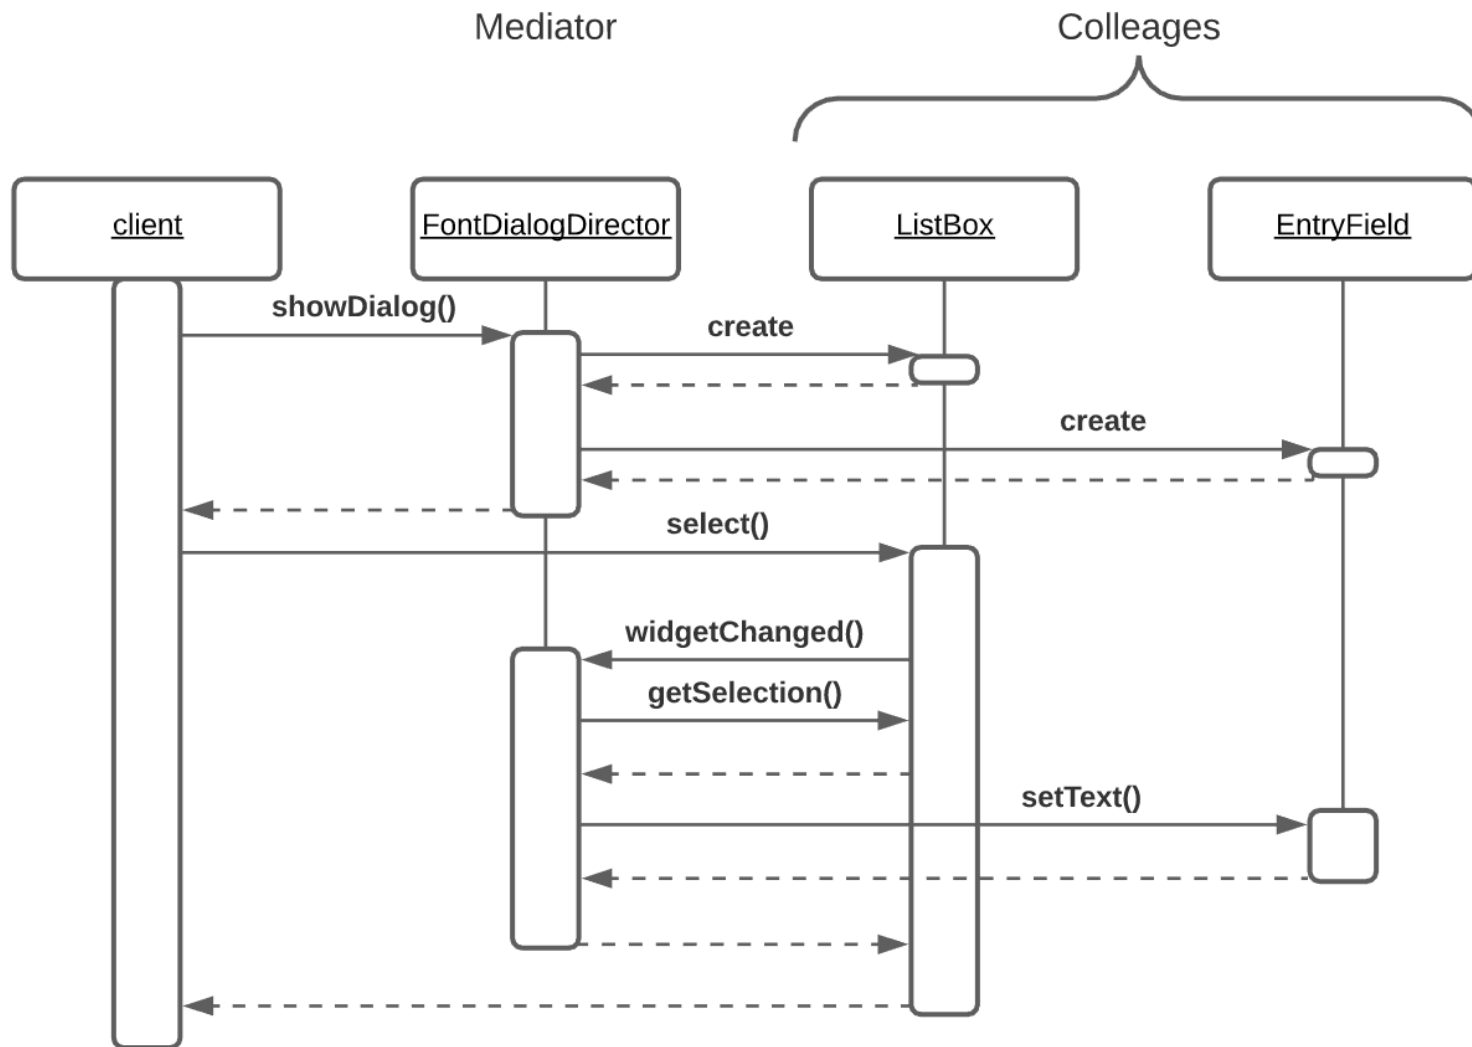 Mediator
Colleages
client
FontDialogDirector
ListBox
EntryField
showDialog()
create
create
select()
widgetChanged()
getSelection()
setText()